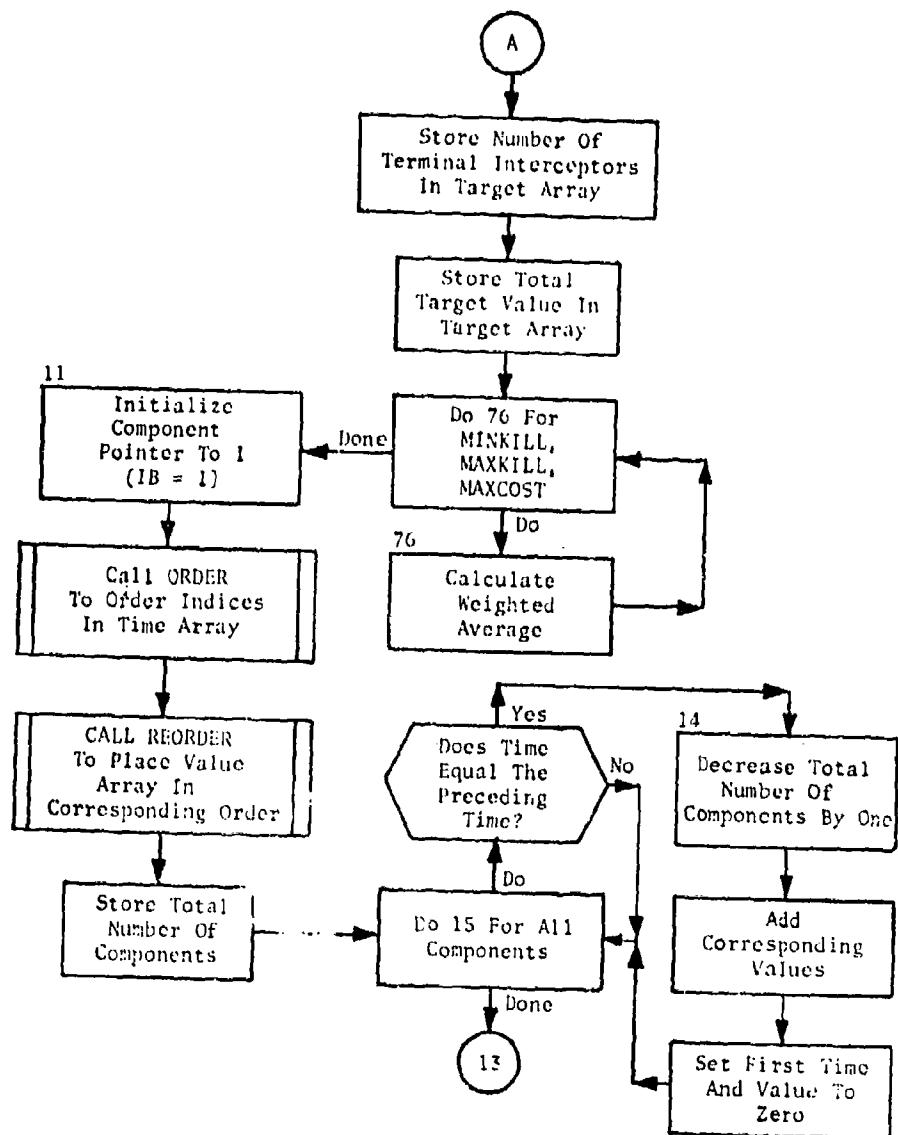 A
Store Number Of
Terminal Interceptors
In Target Array
Store Total
Target Value In
Target Array
11
Initialize
Component
Pointer To 1
(IB = 1)
Done
Do 76 For
MINKILL,
MAXKILL,
MAXCOST
Do
76
Calculate
Weighted
Average
Call ORDER
To Order Indices
In Time Array
CALL REORDER
To Place Value
Array In
Corresponding Order
Store Total
Number Of
Components
Do 15 For All
Components
Do
Does Time
Equal The
Preceding
Time?
Yes
No
14
Decrease Total
Number Of
Components By One
Add
Corresponding
Values
Set First Time
And Value To
Zero
Done
13